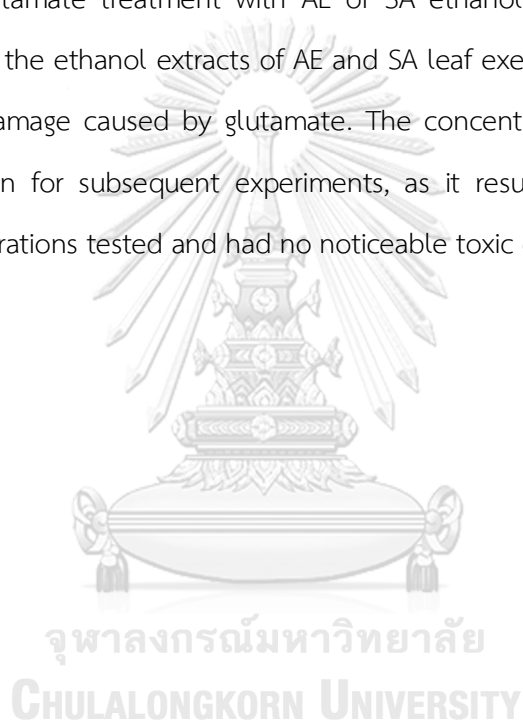 utamate treatment with AE or SA ethanol
the ethanol extracts of AE and SA leaf exe
amage caused by glutamate. The concent
n for subsequent experiments, as it resu
rations tested and had no noticeable toxic
จุฬาลงกรณ์มหาวิทยาลัย
CHULALONGKORN UNIVERSITY